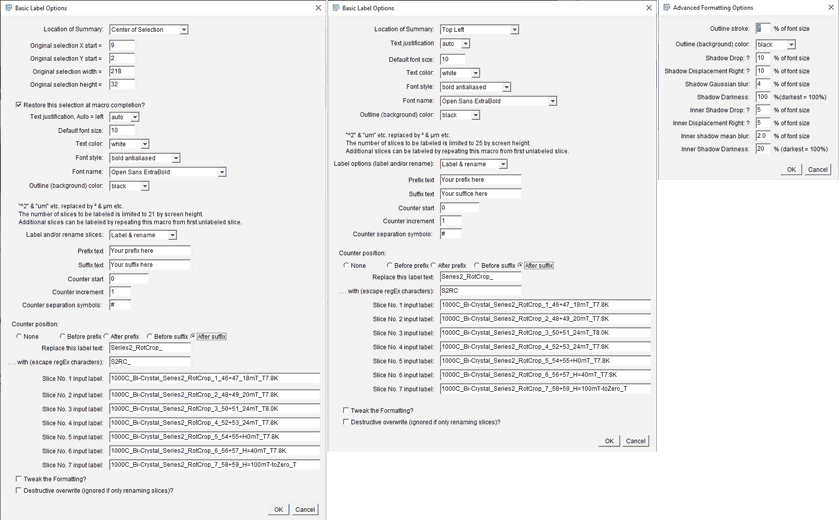 Basic Label Options
Location of Summary: Center of Selection
Original selection X start = 9
Original selection Y start = 2
Original selection width = 218
Original selection height = 32
Restore this selection at macro completion?
Text justification, Auto = left auto
Default font size: 10
Text color: white
Font style: bold antialiased
Font name: Open Sans ExtraBold
Outline (background) color: black
"^2" & "um" etc. replaced by ² & µm etc.
The number of slices to be labeled is limited to 21 by screen height.
Additional slices can be labeled by repeating this macro from first unlabeled slice.
Label and/or rename slices: Label & rename
Prefix text Your prefix here
Suffix text Your suffix here
Counter start 0
Counter increment 1
Counter separation symbols: #
Counter position:
None Before prefix After prefix Before suffix After suffix
Replace this label text: Series2_RotCrop_
. . . with (escape regEx characters): S2RC_
Slice No. 1 input label: 1000C_Bi-Crystal_Series2_RotCrop_1_46+47_18mT_T7.8K
Slice No. 2 input label: 1000C_Bi-Crystal_Series2_RotCrop_2_48+49_20mT_T7.8K
Slice No. 3 input label: 1000C_Bi-Crystal_Series2_RotCrop_3_50+51_24mT_T8.0K
Slice No. 4 input label: 1000C_Bi-Crystal_Series2_RotCrop_4_52+53_24mT_T7.8K
Slice No. 5 input label: 1000C_Bi-Crystal_Series2_RotCrop_5_54+55+H0mT_T7.8K
Slice No. 6 input label: 1000C_Bi-Crystal_Series2_RotCrop_6_56+57_H=40mT_T7.8K
Slice No. 7 input label: 1000C_Bi-Crystal_Series2_RotCrop_7_58+59_H=100mT-toZero_T
Tweak the Formatting?
Destructive overwrite (ignored if only renaming slices)?
OK Cancel
Basic Label Options
Location of Summary: Top Left
Text justification auto
Default font size: 10
Text color: white
Font style: bold antialiased
Font name: Open Sans ExtraBold
Outline (background) color: black
"^2" & "um" etc. replaced by ² & µm etc.
The number of slices to be labeled is limited to 25 by screen height.
Additional slices can be labeled by repeating this macro from first unlabeled slice.
Label options (label and/or rename): Label & rename
Prefix text Your prefix here
Suffix text Your suffice here
Counter start 0
Counter increment 1
Counter separation symbols: #
Counter position:
None Before prefix After prefix Before suffix After suffix
Replace this label text: Series2_RotCrop_
. . . with (escape regEx characters): S2RC
Slice No. 1 input label: 1000C_Bi-Crystal_Series2_RotCrop_1_46+47_18mT_T7.8K
Slice No. 2 input label: 1000C_Bi-Crystal_Series2_RotCrop_2_48+49_20mT_T7.8K
Slice No. 3 input label: 1000C_Bi-Crystal_Series2_RotCrop_3_50+51_24mT_T8.0K
Slice No. 4 input label: 1000C_Bi-Crystal_Series2_RotCrop_4_52+53_24mT_T7.8K
Slice No. 5 input label: 1000C_Bi-Crystal_Series2_RotCrop_5_54+55+H0mT_T7.8K
Slice No. 6 input label: 1000C_Bi-Crystal_Series2_RotCrop_6_56+57_H=40mT_T7.8K
Slice No. 7 input label: 1000C_Bi-Crystal_Series2_RotCrop_7_58+59_H=100mT-toZero_T
Tweak the Formatting?
Destructive overwrite (ignored if only renaming slices)?
OK Cancel
Advanced Formatting Options
Outline stroke: % of font size
Outline (background) color: black
Shadow Drop: ? 10 % of font size
Shadow Displacement Right: ? 10 % of font size
Shadow Gaussian blur: 4 % of font size
Shadow Darkness: 100 %(darkest = 100%)
Inner Shadow Drop: ? 5 % of font size
Inner Displacement Right: ? 5 % of font size
Inner shadow mean blur: 2.0 % of font size
Inner Shadow Darkness: 20 % (darkest = 100%)
OK Cancel